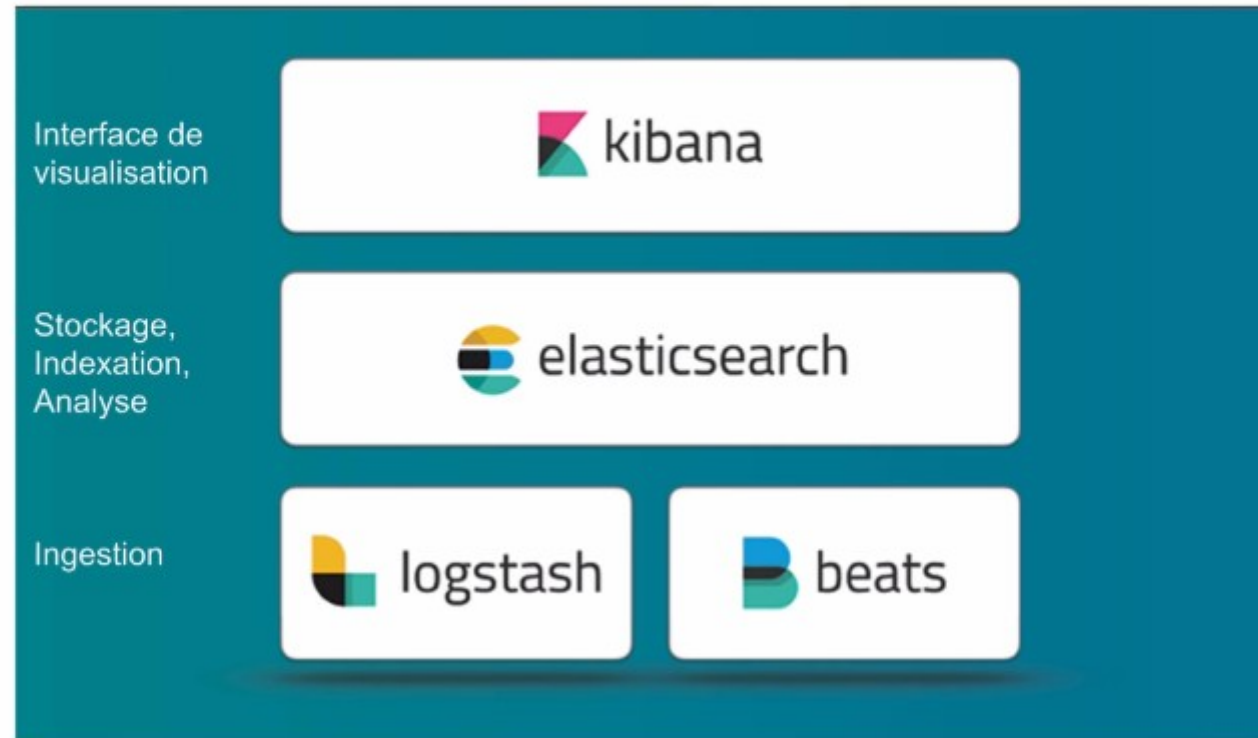 Interface de
visualisation
kibana
Stockage,
Indexation,
Analyse
elasticsearch
Ingestion
logstash
beats